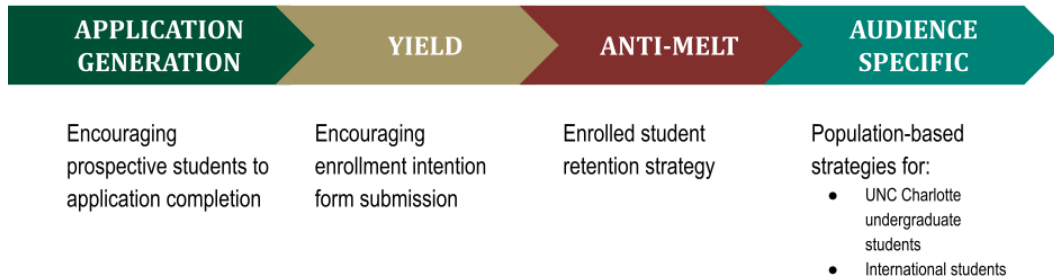 APPLICATION
GENERATION
YIELD
ANTI-MELT
AUDIENCE
SPECIFIC
Encouraging
prospective students to
application completion
Encouraging
enrollment intention
form submission
Enrolled student
retention strategy
Population-based
strategies for:
● UNC Charlotte
undergraduate
students
● International students